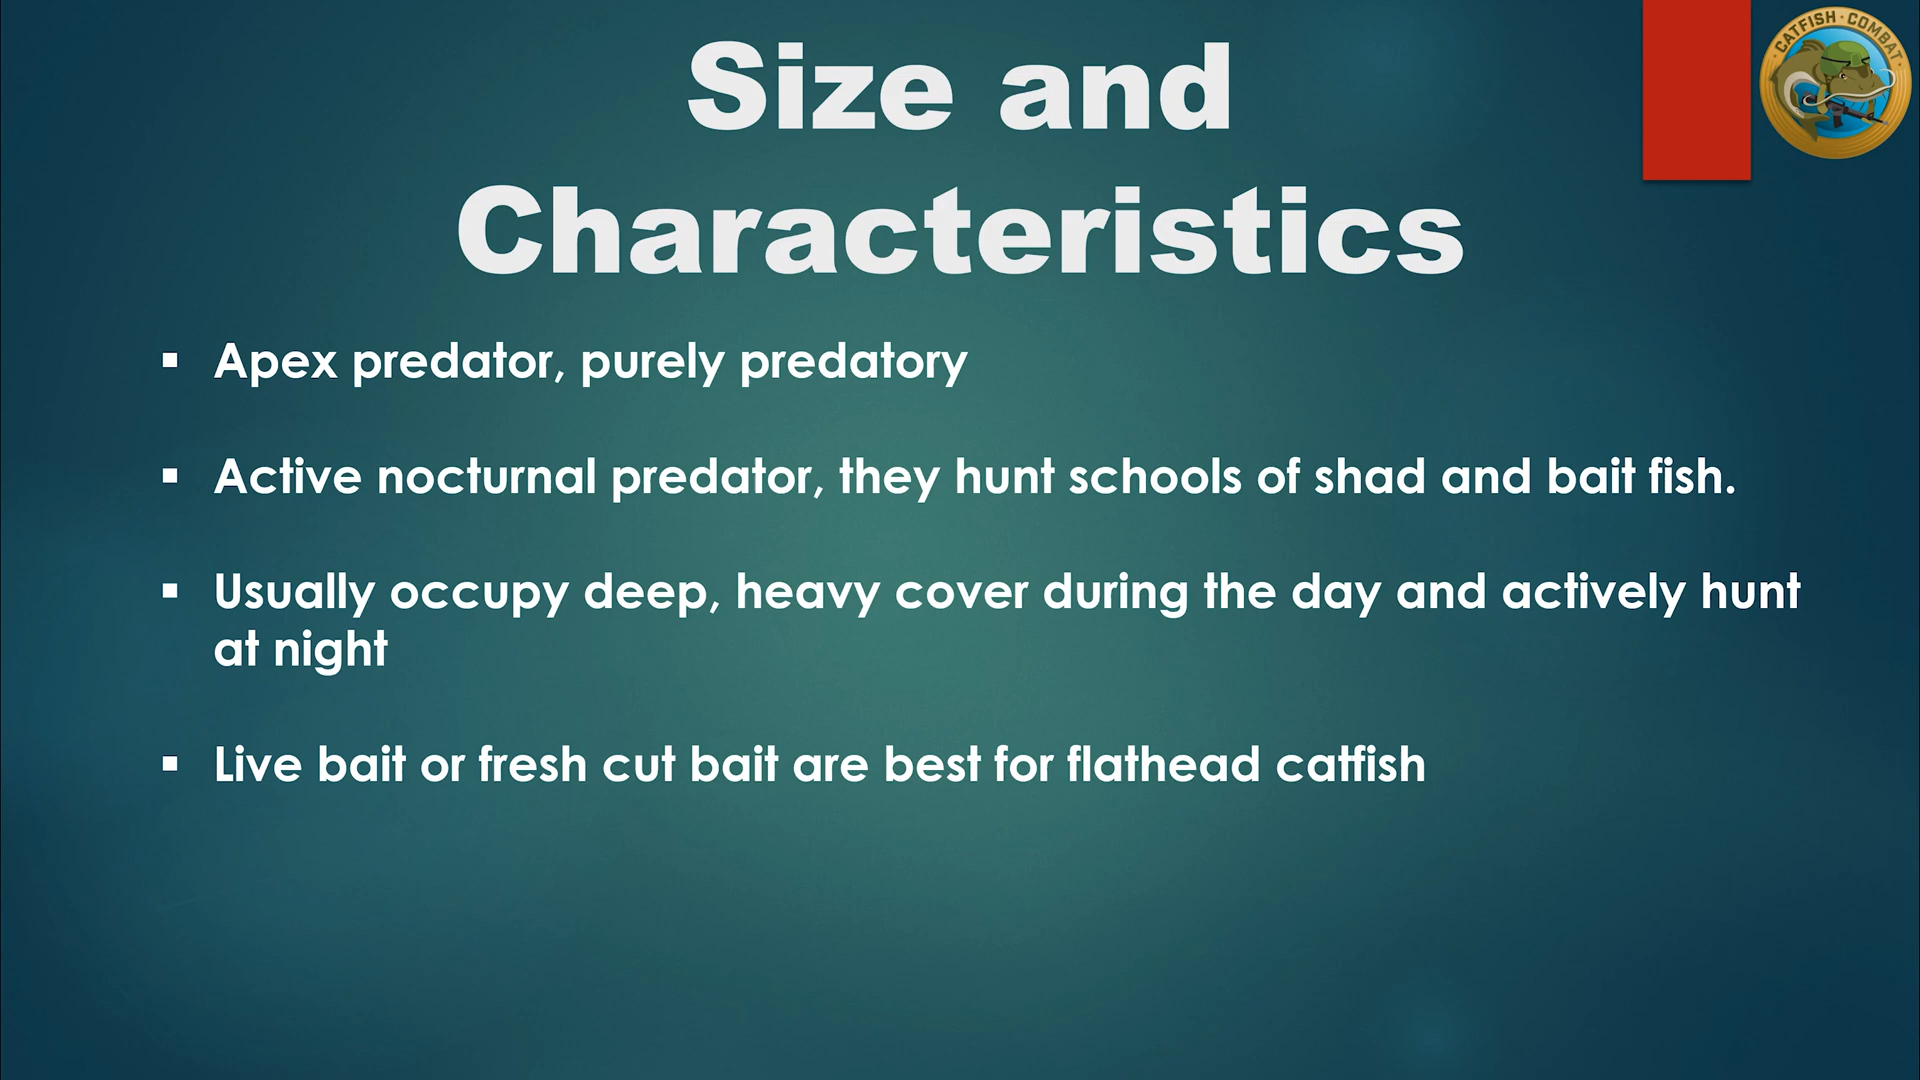 CATFISH · COMBAT
Size and
Characteristics
▪ Apex predator, purely predatory
▪ Active nocturnal predator, they hunt schools of shad and bait fish.
▪ Usually occupy deep, heavy cover during the day and actively hunt
at night
▪ Live bait or fresh cut bait are best for flathead catfish